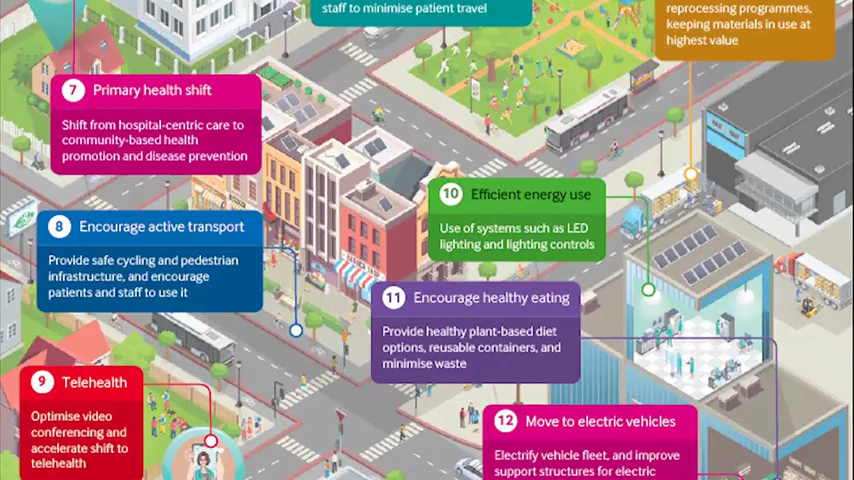 staff to minimise patient travel
reprocessing programmes,
keeping materials in use at
highest value
7 Primary health shift
Shift from hospital-centric care to
community-based health
promotion and disease prevention
8 Encourage active transport
Provide safe cycling and pedestrian
infrastructure, and encourage
patients and staff to use it
9 Telehealth
Optimise video
conferencing and
accelerate shift to
telehealth
10 Efficient energy use
Use of systems such as LED
lighting and lighting controls
11 Encourage healthy eating
Provide healthy plant-based diet
options, reusable containers, and
minimise waste
12 Move to electric vehicles
Electrify vehicle fleet, and improve
support structures for electric